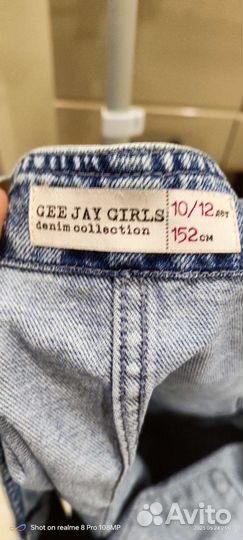 GEE JAY GIRLS
denim collection
10/12 лет
152 см
Shot on realme 8 Pro 108MP
Avito